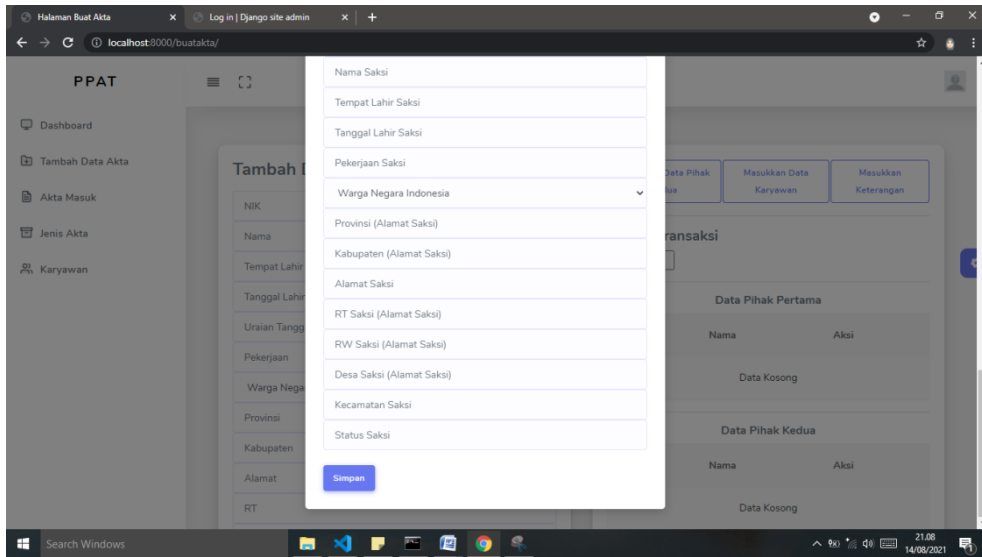 Halaman Buat Akta
Log in | Django site admin
localhost:8000/buatakta/
PPAT
Dashboard
Tambah Data Akta
Akta Masuk
Jenis Akta
Karyawan
Tambah
NIK
Nama
Tempat Lahir
Tanggal Lahir
Uraian Tangg
Pekerjaan
Warga Nega
Provinsi
Kabupaten
Alamat
RT
Nama Saksi
Tempat Lahir Saksi
Tanggal Lahir Saksi
Pekerjaan Saksi
Warga Negara Indonesia
Provinsi (Alamat Saksi)
Kabupaten (Alamat Saksi)
Alamat Saksi
RT Saksi (Alamat Saksi)
RW Saksi (Alamat Saksi)
Desa Saksi (Alamat Saksi)
Kecamatan Saksi
Status Saksi
Simpan
Data Pihak
Masukkan Data
Karyawan
Masukkan
Keterangan
ransaksi
Data Pihak Pertama
Nama Aksi
Data Kosong
Data Pihak Kedua
Nama Aksi
Data Kosong
Search Windows
21.08
14/08/2021